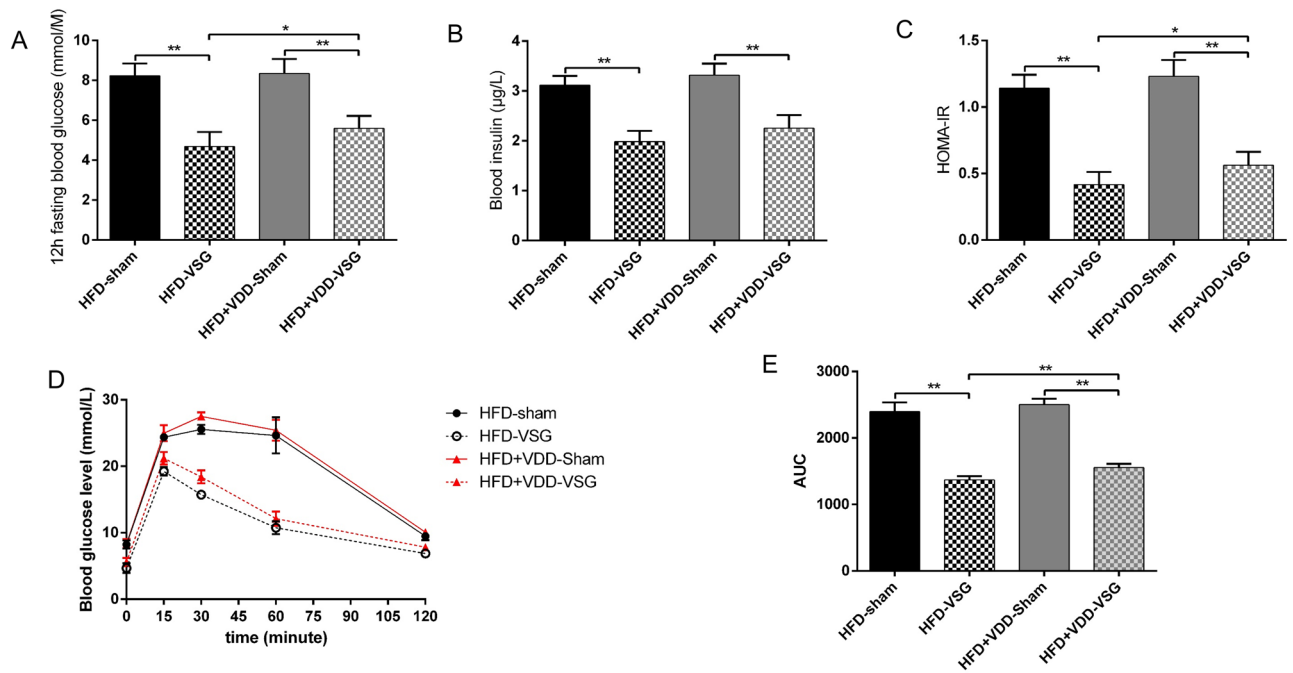 A
12h fasting blood glucose (mmol/M)
10
8
6
4
2
0
**
*
**
HFD-sham
HFD-VSG
HFD+VDD-Sham
HFD+VDD-VSG
B
Blood insulin (µg/L)
4
3
2
1
0
**
**
HFD-sham
HFD-VSG
HFD+VDD-Sham
HFD+VDD-VSG
C
HOMA-IR
1.5
1.0
0.5
0.0
**
*
**
HFD-sham
HFD-VSG
HFD+VDD-Sham
HFD+VDD-VSG
D
Blood glucose level (mmol/L)
30
20
10
0
0 15 30 45 60 75 90 105 120
time (minute)
HFD-sham
HFD-VSG
HFD+VDD-Sham
HFD+VDD-VSG
E
AUC
3000
2000
1000
0
**
**
**
HFD-sham
HFD-VSG
HFD+VDD-Sham
HFD+VDD-VSG